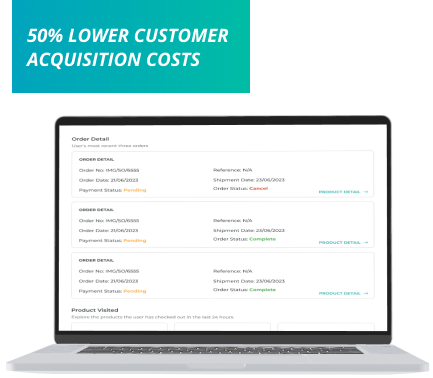 50% LOWER CUSTOMER
ACQUISITION COSTS
Order Detail
User's most recent three orders
ORDER DETAIL
Order No: IMG/SO/6555
Reference: N/A
Order Date: 21/06/2023
Shipment Date: 23/06/2023
Payment Status: Pending
Order Status: Cancel
PRODUCT DETAIL →
ORDER DETAIL
Order No: IMG/SO/6555
Reference: N/A
Order Date: 21/06/2023
Shipment Date: 23/06/2023
Payment Status: Pending
Order Status: Complete
PRODUCT DETAIL →
ORDER DETAIL
Order No: IMG/SO/6555
Reference: N/A
Order Date: 21/06/2023
Shipment Date: 23/06/2023
Payment Status: Pending
Order Status: Complete
PRODUCT DETAIL →
Product Visited
Explore the products the user has checked out in the last 24 hours